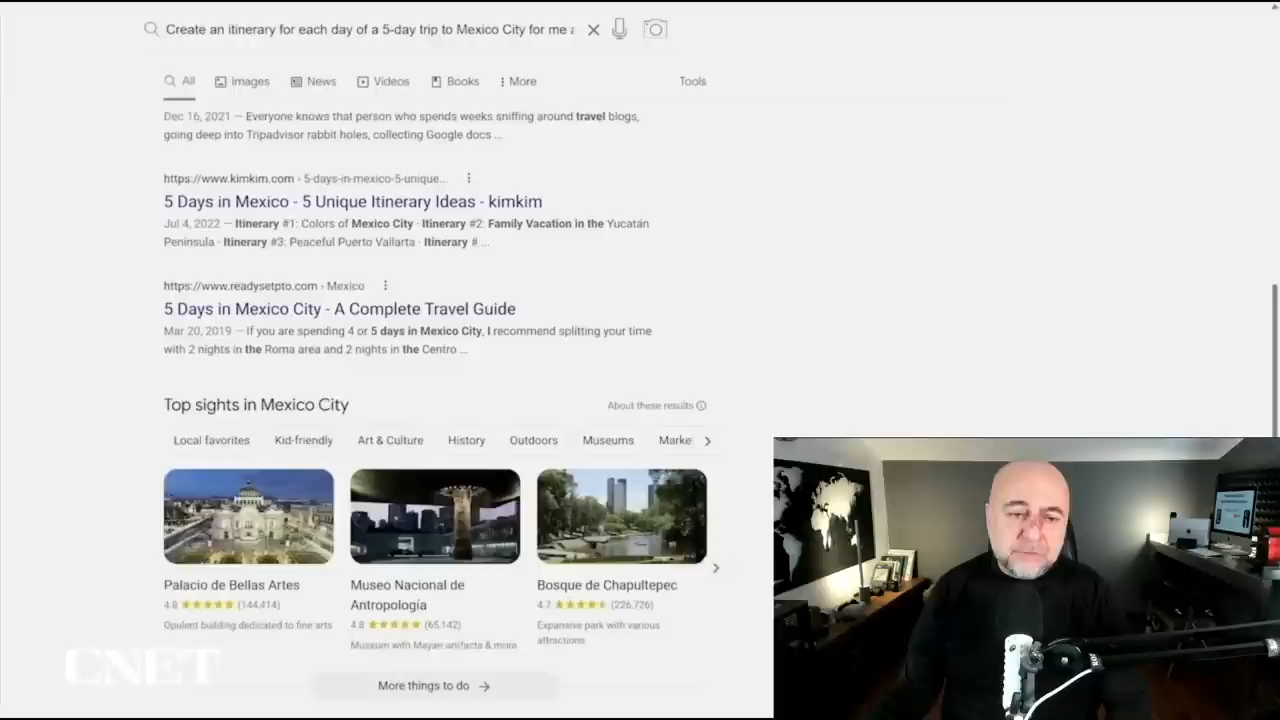 Create an itinerary for each day of a 5-day trip to Mexico City for me
All Images News Videos Books More Tools
Dec 16, 2021 — Everyone knows that person who spends weeks sniffing around travel blogs,
going deep into Tripadvisor rabbit holes, collecting Google docs ...
https://www.kimkim.com › 5-days-in-mexico-5-unique...
5 Days in Mexico - 5 Unique Itinerary Ideas - kimkim
Jul 4, 2022 — Itinerary #1: Colors of Mexico City · Itinerary #2: Family Vacation in the Yucatán
Peninsula · Itinerary #3: Peaceful Puerto Vallarta · Itinerary # ...
https://www.readysetpto.com › Mexico
5 Days in Mexico City - A Complete Travel Guide
Mar 20, 2019 — If you are spending 4 or 5 days in Mexico City, I recommend splitting your time
with 2 nights in the Roma area and 2 nights in the Centro ...
Top sights in Mexico City
About these results
Local favorites Kid-friendly Art & Culture History Outdoors Museums Marke
Palacio de Bellas Artes
4.8 (144,414)
Opulent building dedicated to fine arts
Museo Nacional de
Antropología
4.8 (65,142)
Museum with Mayan artifacts & more
Bosque de Chapultepec
4.7 (226,726)
Expansive park with various
attractions
CNET
More things to do →